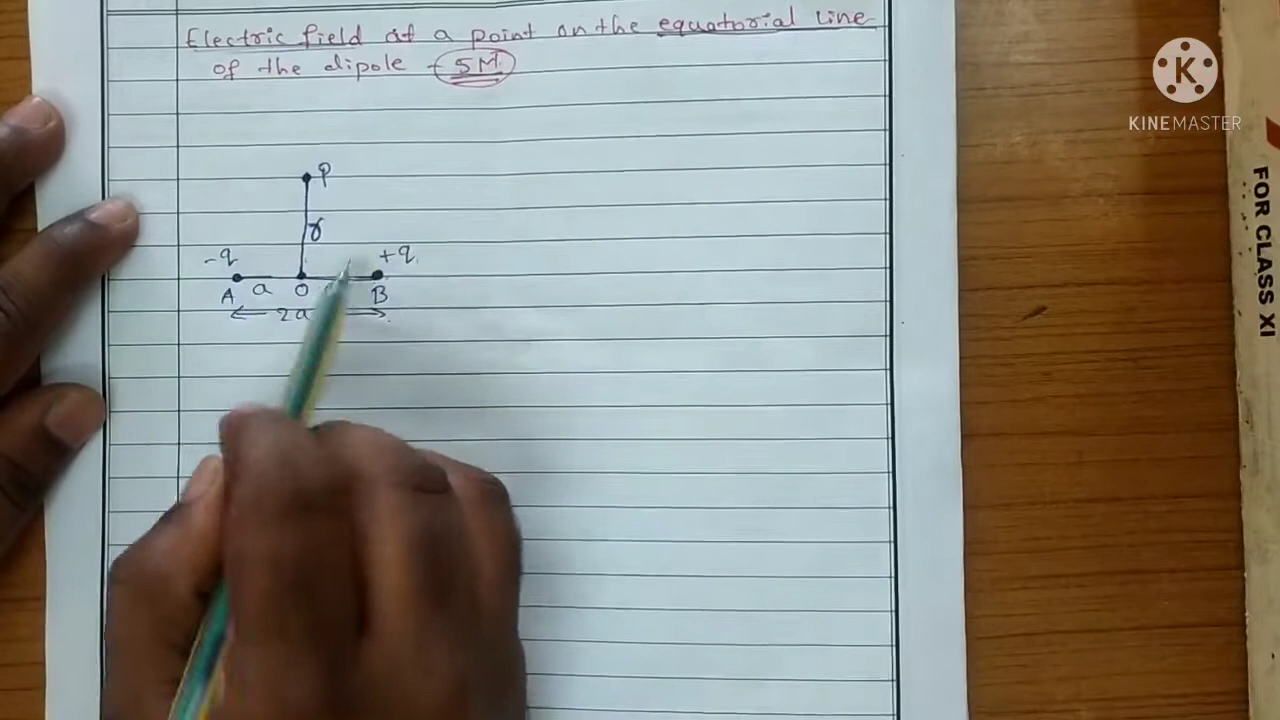 Electric field at a point on the equatorial line
of the dipole - 5M
K
KINEMASTER
P
r
-q
+q
A a O B
2a
FOR CLASS XI